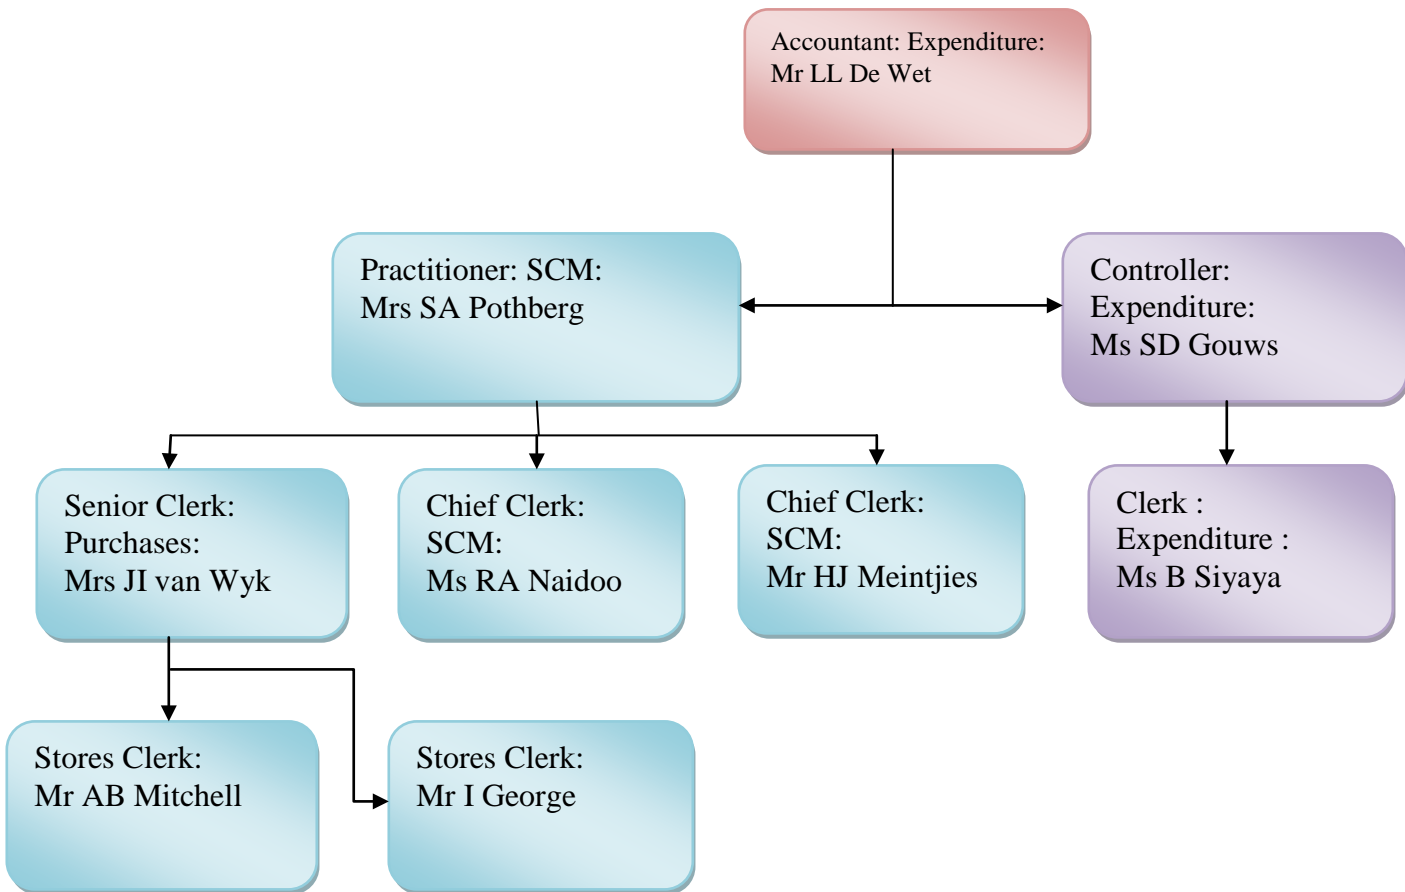 Accountant: Expenditure:
Mr LL De Wet
Practitioner: SCM:
Mrs SA Pothberg
Controller:
Expenditure:
Ms SD Gouws
Senior Clerk:
Purchases:
Mrs JI van Wyk
Chief Clerk:
SCM:
Ms RA Naidoo
Chief Clerk:
SCM:
Mr HJ Meintjies
Clerk :
Expenditure :
Ms B Siyaya
Stores Clerk:
Mr AB Mitchell
Stores Clerk:
Mr I George